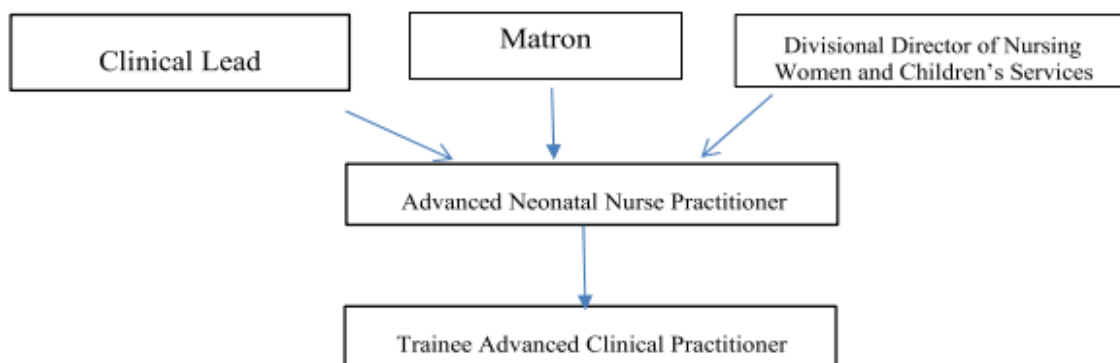 Clinical Lead
Matron
Divisional Director of Nursing
Women and Children's Services
Advanced Neonatal Nurse Practitioner
Trainee Advanced Clinical Practitioner